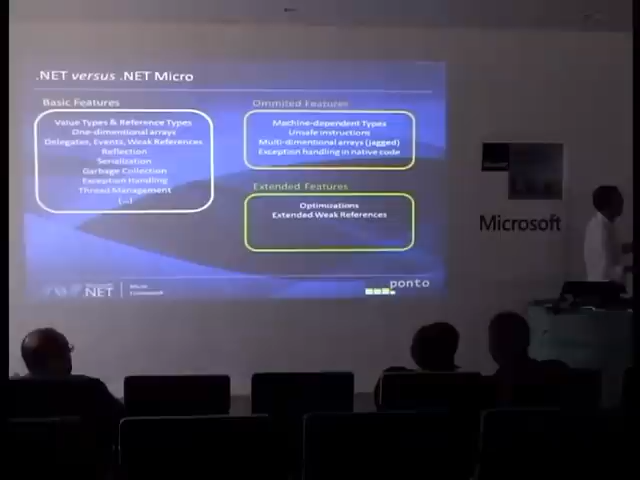 .NET versus .NET Micro
Basic Features
Value Types & Reference Types
One-dimentional arrays
Delegates, Events, Weak References
Reflection
Serialization
Garbage Collection
Exception Handling
Thread Management
(...)
Ommited Features
Machine-dependent Types
Unsafe instructions
Multi-dimentional arrays (jagged)
Exception handling in native code
Extended Features
Optimizations
Extended Weak References
.NET
Micro
Framework
ponto
Microsoft